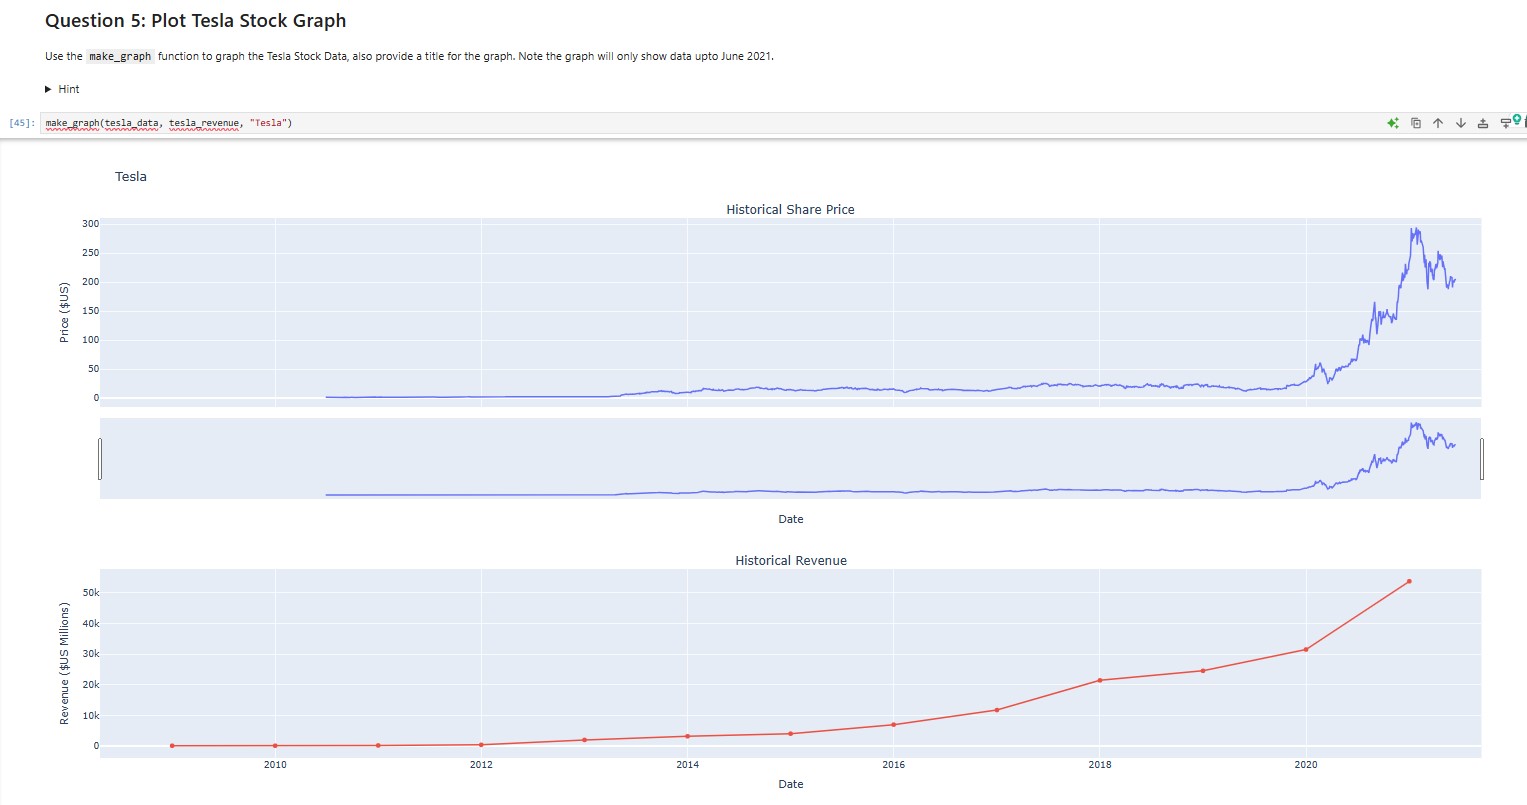 Question 5: Plot Tesla Stock Graph
Use the make_graph function to graph the Tesla Stock Data, also provide a title for the graph. Note the graph will only show data upto June 2021.
Hint
[45]: make_graph(tesla_data, tesla_revenue, "Tesla")
Tesla
Historical Share Price
300
250
200
150
100
50
0
Price ($US)
Date
Historical Revenue
50k
40k
30k
20k
10k
0
Revenue ($US Millions)
2010 2012 2014 2016 2018 2020
Date